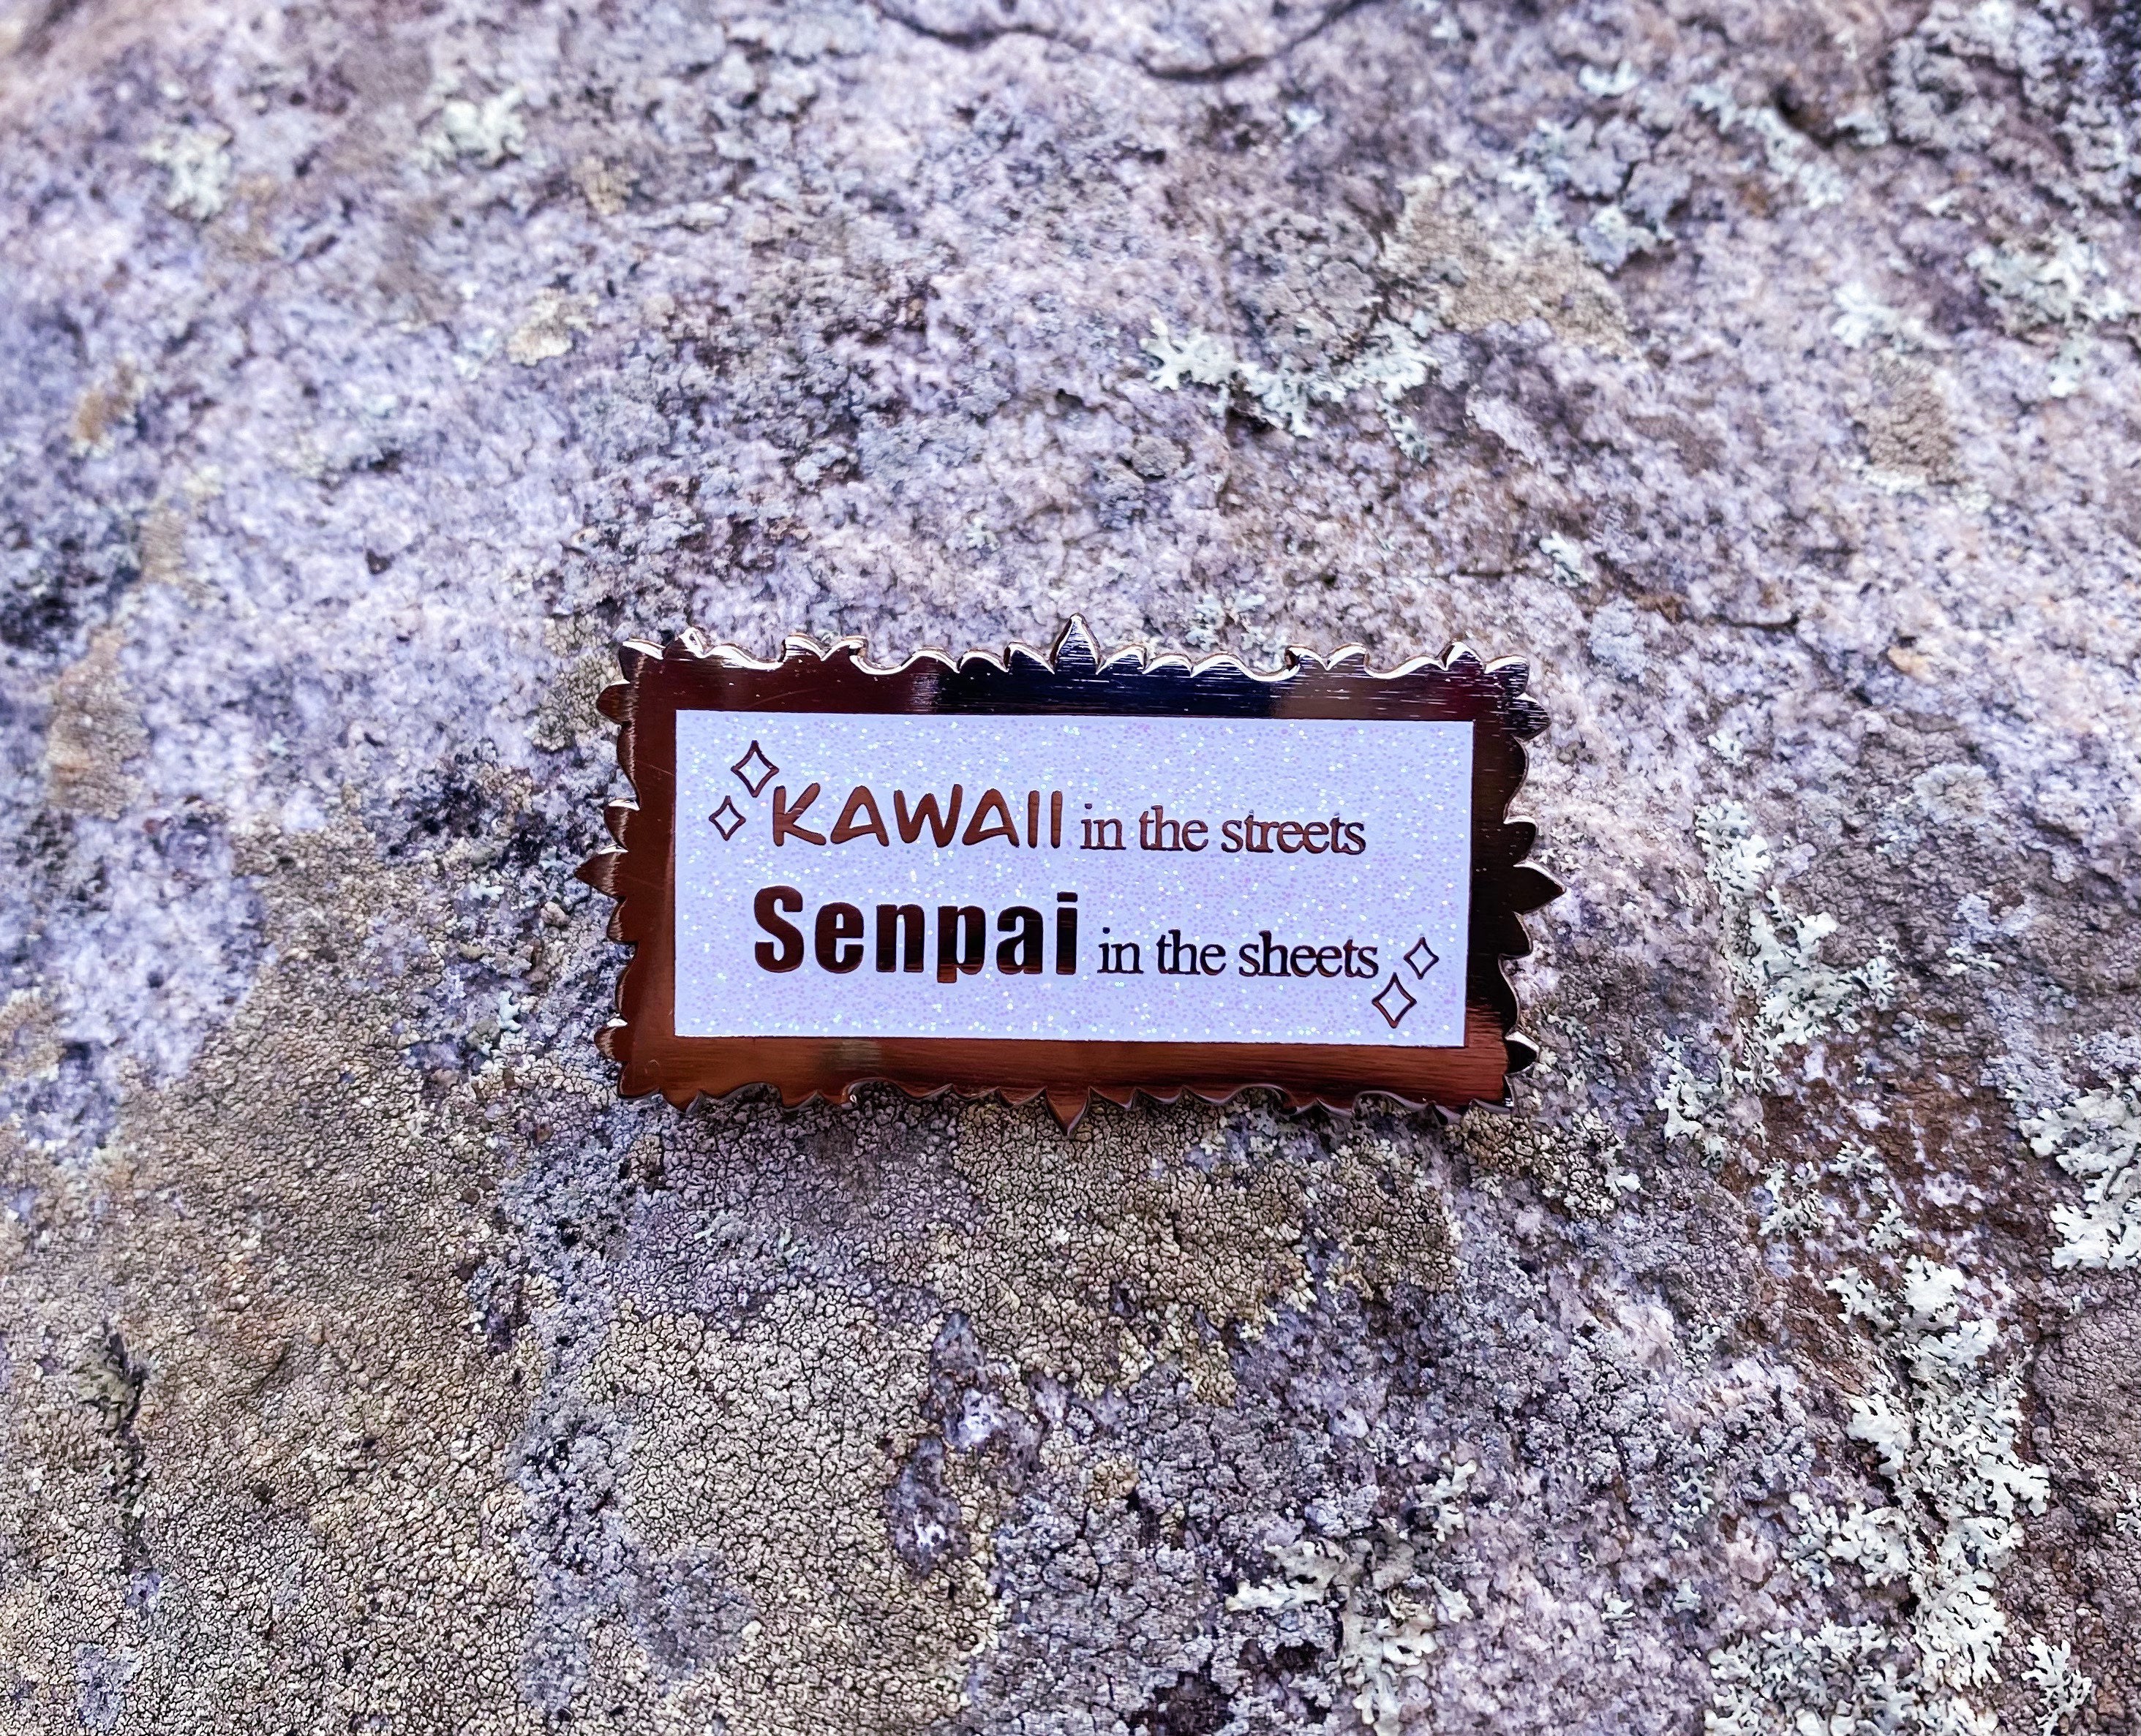 KAWAII in the streets
Senpai in the sheets